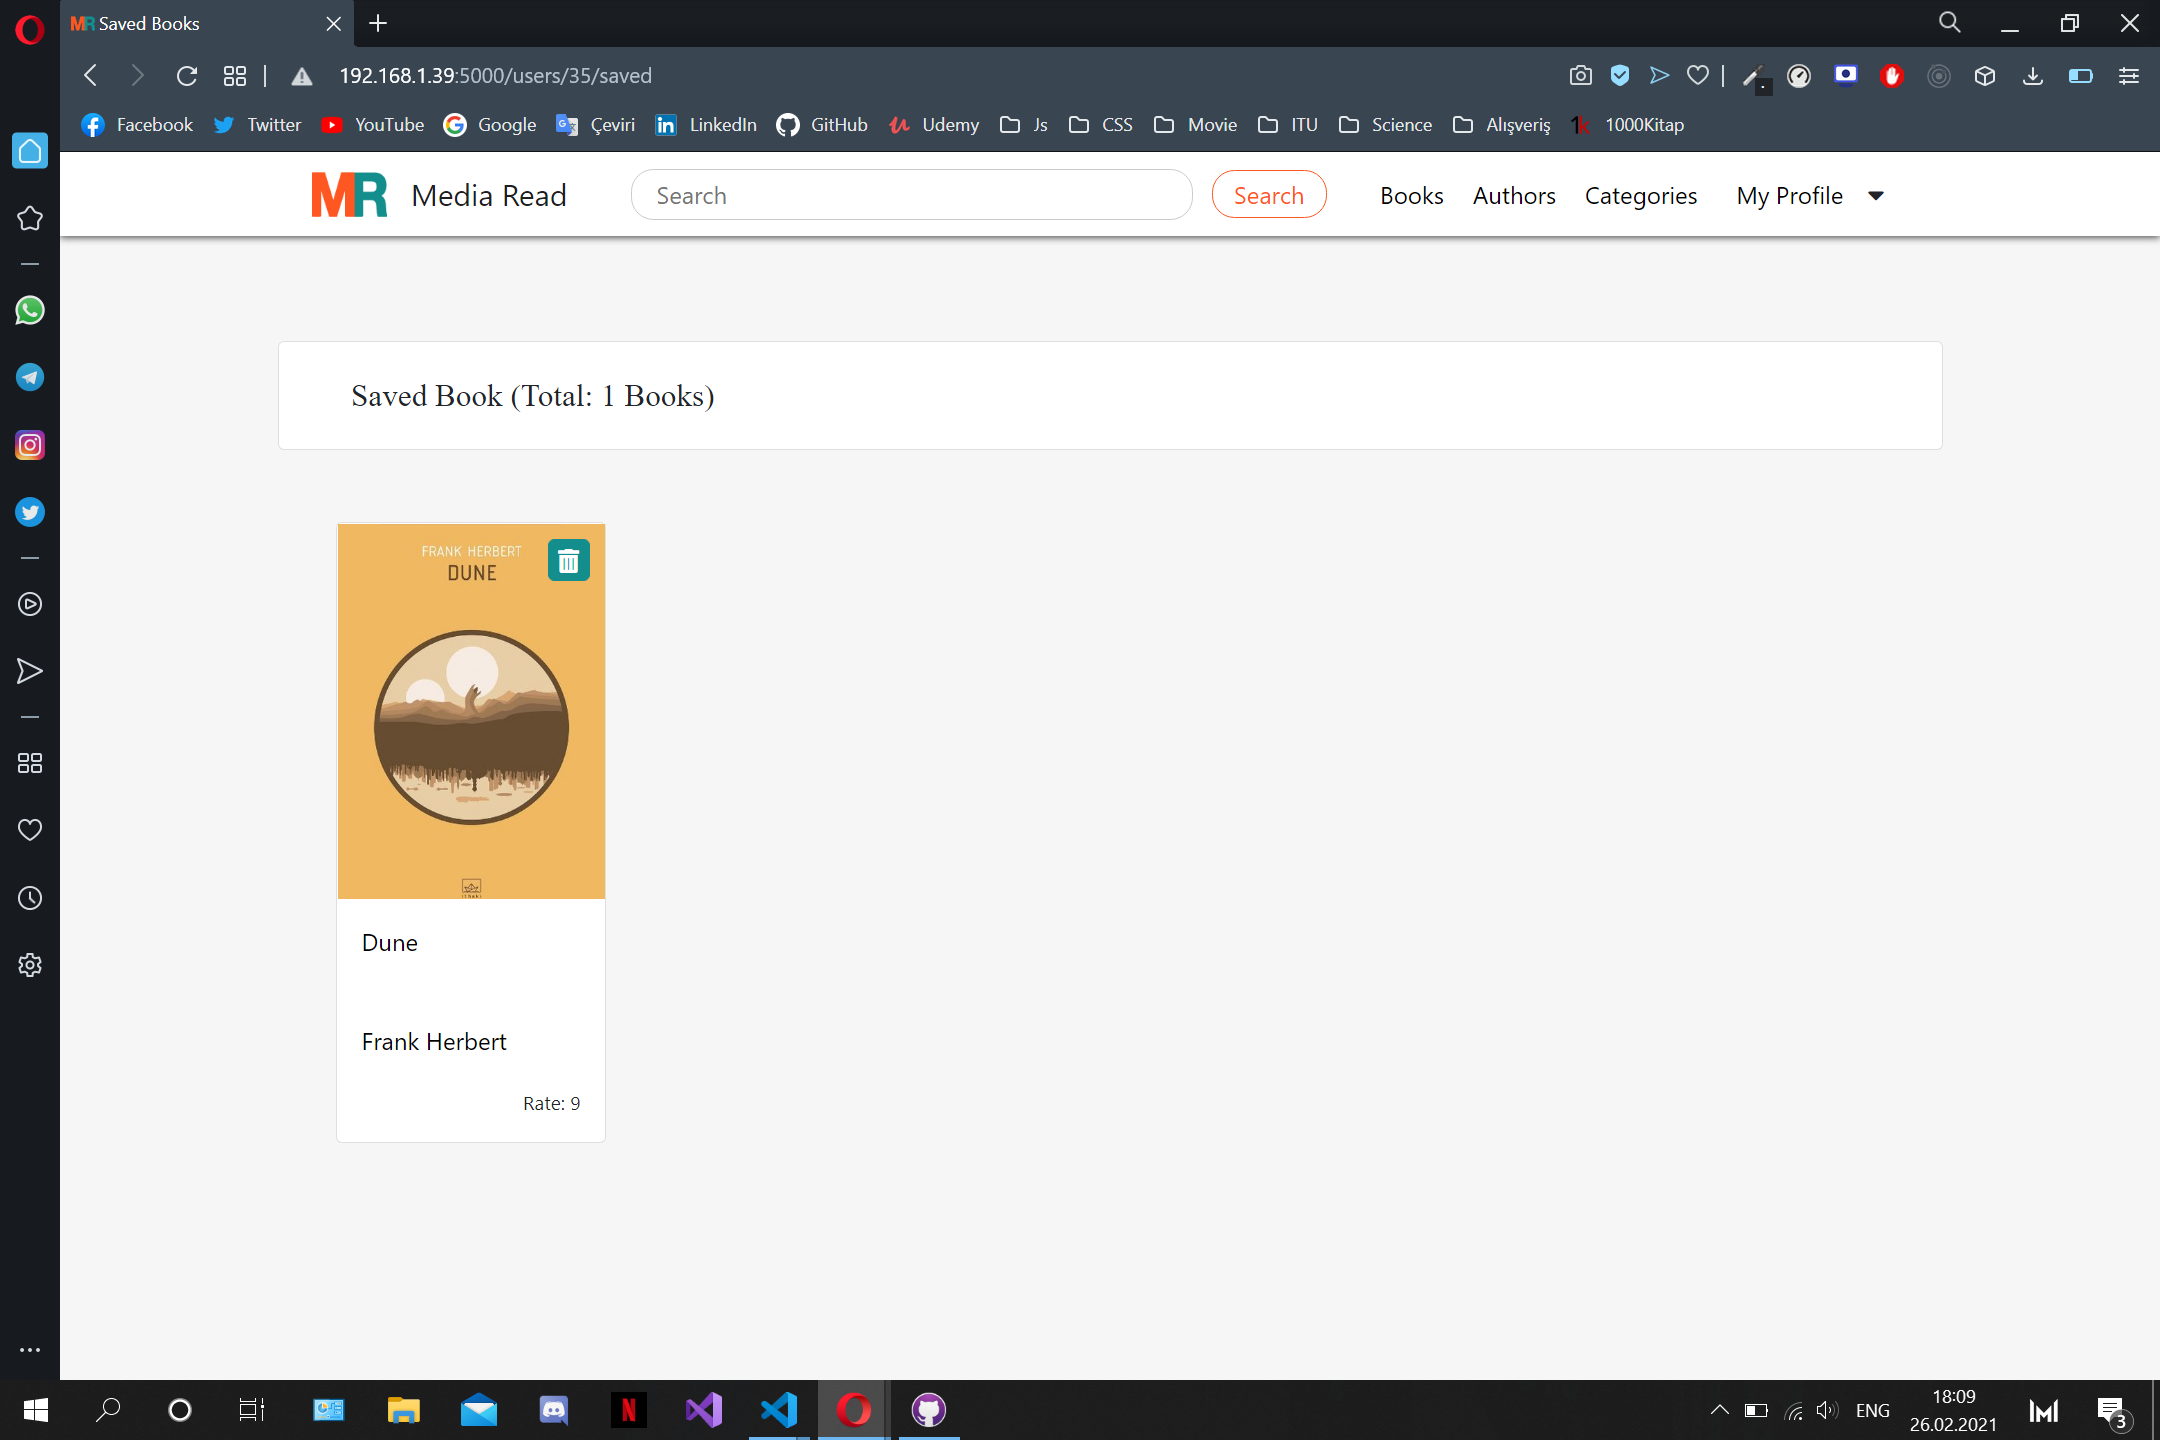 MR Saved Books
192.168.1.39:5000/users/35/saved
Facebook Twitter YouTube Google Çeviri LinkedIn GitHub Udemy Js CSS Movie ITU Science Alışveriş 1000Kitap
MR Media Read Search Search Books Authors Categories My Profile
Saved Book (Total: 1 Books)
FRANK HERBERT
DUNE
Dune
Frank Herbert
Rate: 9
ENG
18:09
26.02.2021
3